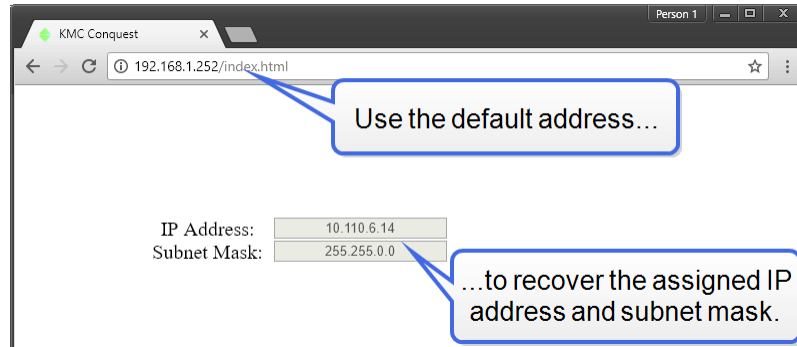 Person 1
KMC Conquest
192.168.1.252/index.html
Use the default address...
IP Address: 10.110.6.14
Subnet Mask: 255.255.0.0
...to recover the assigned IP
address and subnet mask.